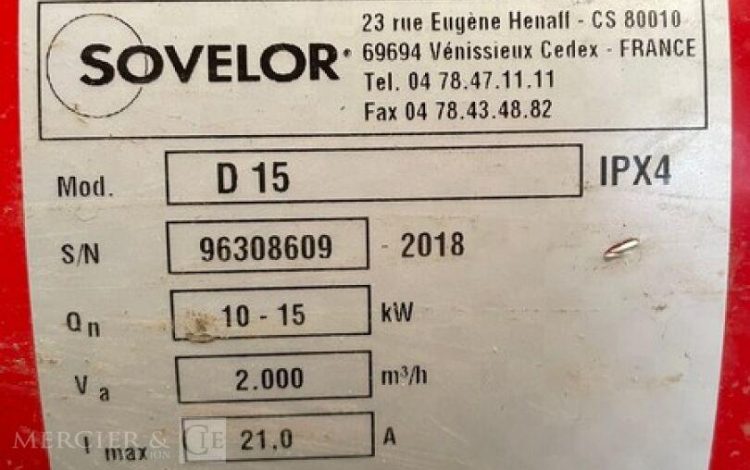 23 rue Eugène Henaff - CS 80010
SOVELOR
69694 Vénissieux Cedex - FRANCE
Tel. 04 78.47.11.11
Fax 04 78.43.48.82
Mod. D 15 IPX4
S/N 96308609 - 2018
Qn 10 - 15 kW
Va 2.000 m³/h
I max 21,0 A
MERCIER & CIE